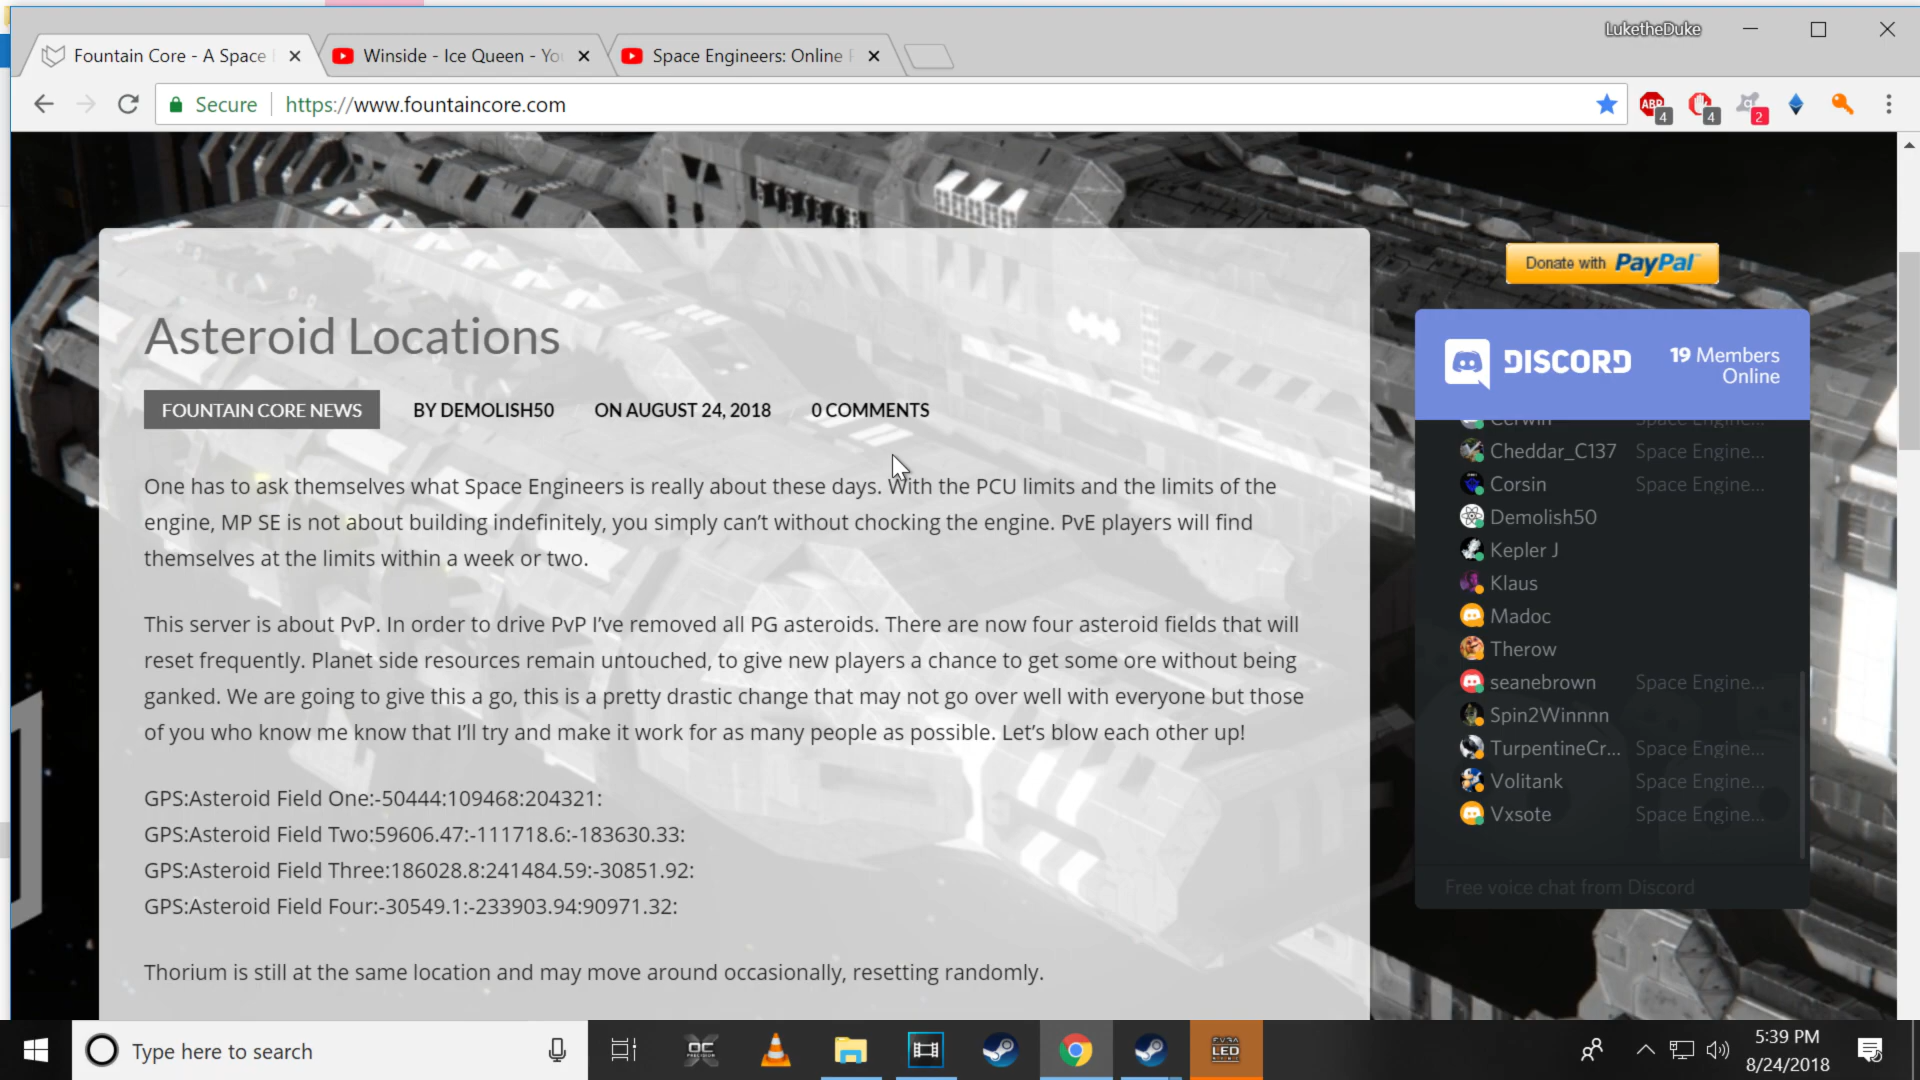 LuketheDuke
Fountain Core - A Space
Winside - Ice Queen - Yo
Space Engineers: Online
Secure
https://www.fountaincore.com
ABP 4
4
2
Donate with PayPal
Asteroid Locations
FOUNTAIN CORE NEWS
BY DEMOLISH50
ON AUGUST 24, 2018
0 COMMENTS
One has to ask themselves what Space Engineers is really about these days. With the PCU limits and the limits of the
engine, MP SE is not about building indefinitely, you simply can't without chocking the engine. PvE players will find
themselves at the limits within a week or two.
This server is about PvP. In order to drive PvP I've removed all PG asteroids. There are now four asteroid fields that will
reset frequently. Planet side resources remain untouched, to give new players a chance to get some ore without being
ganked. We are going to give this a go, this is a pretty drastic change that may not go over well with everyone but those
of you who know me know that I'll try and make it work for as many people as possible. Let's blow each other up!
GPS:Asteroid Field One:-50444:109468:204321:
GPS:Asteroid Field Two:59606.47:-111718.6:-183630.33:
GPS:Asteroid Field Three:186028.8:241484.59:-30851.92:
GPS:Asteroid Field Four:-30549.1:-233903.94:90971.32:
Thorium is still at the same location and may move around occasionally, resetting randomly.
DISCORD
19 Members
Online
Cerwin Space Engine...
Cheddar_C137 Space Engine...
Corsin Space Engine...
Demolish50
Kepler J
Klaus
Madoc
Therow
seanebrown Space Engine...
Spin2Winnnn
TurpentineCr... Space Engine...
Volitank Space Engine...
Vxsote Space Engine...
Free voice chat from Discord
Type here to search
OC
LED
5:39 PM
8/24/2018